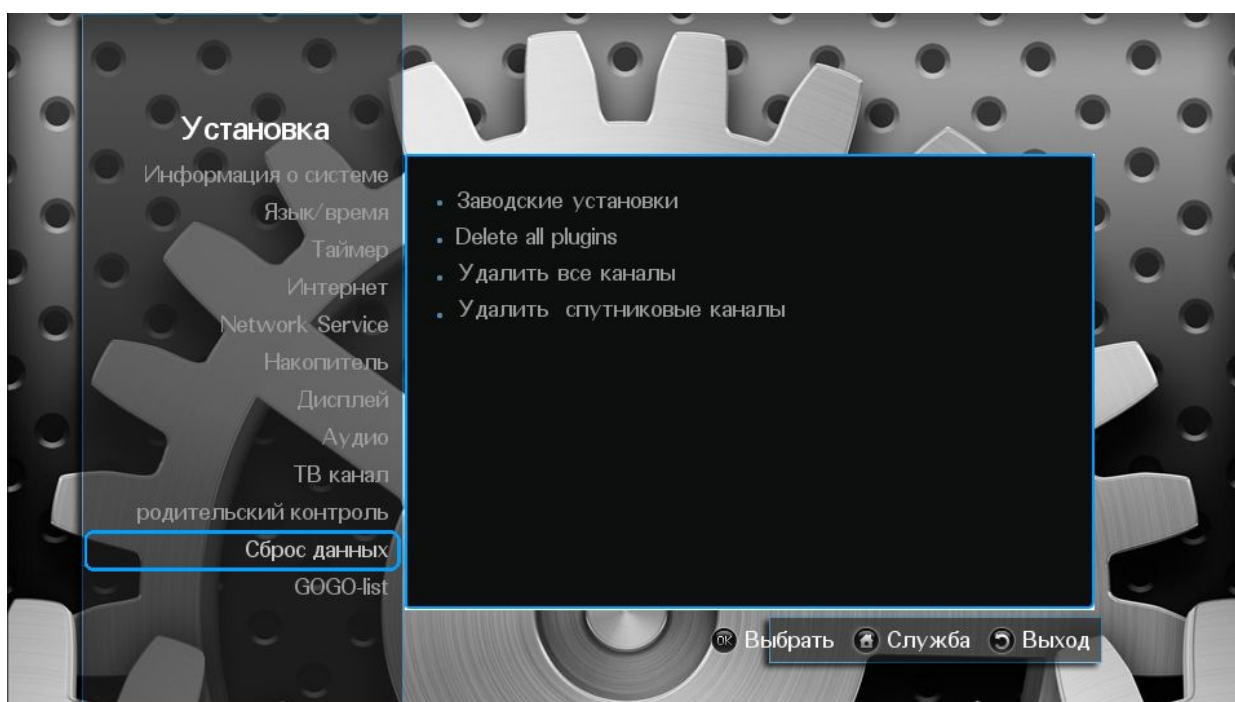 Установка
Информация о системе
Язык/время
Таймер
Интернет
Network Service
Накопитель
Дисплей
Аудио
ТВ канал
родительский контроль
Сброс данных
GOGO-list
Заводские установки
Delete all plugins
Удалить все каналы
Удалить спутниковые каналы
OK Выбрать Служба Выход